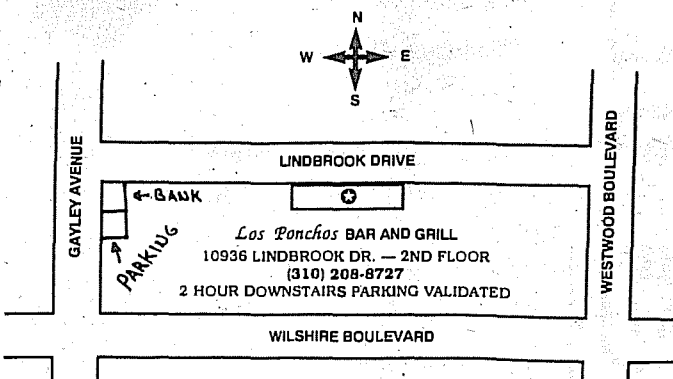 N
W E
S
LINDBROOK DRIVE
GAYLEY AVENUE
WESTWOOD BOULEVARD
←BANK
PARKING
Los Ponchos BAR AND GRILL
10936 LINDBROOK DR. — 2ND FLOOR
(310) 208-8727
2 HOUR DOWNSTAIRS PARKING VALIDATED
WILSHIRE BOULEVARD